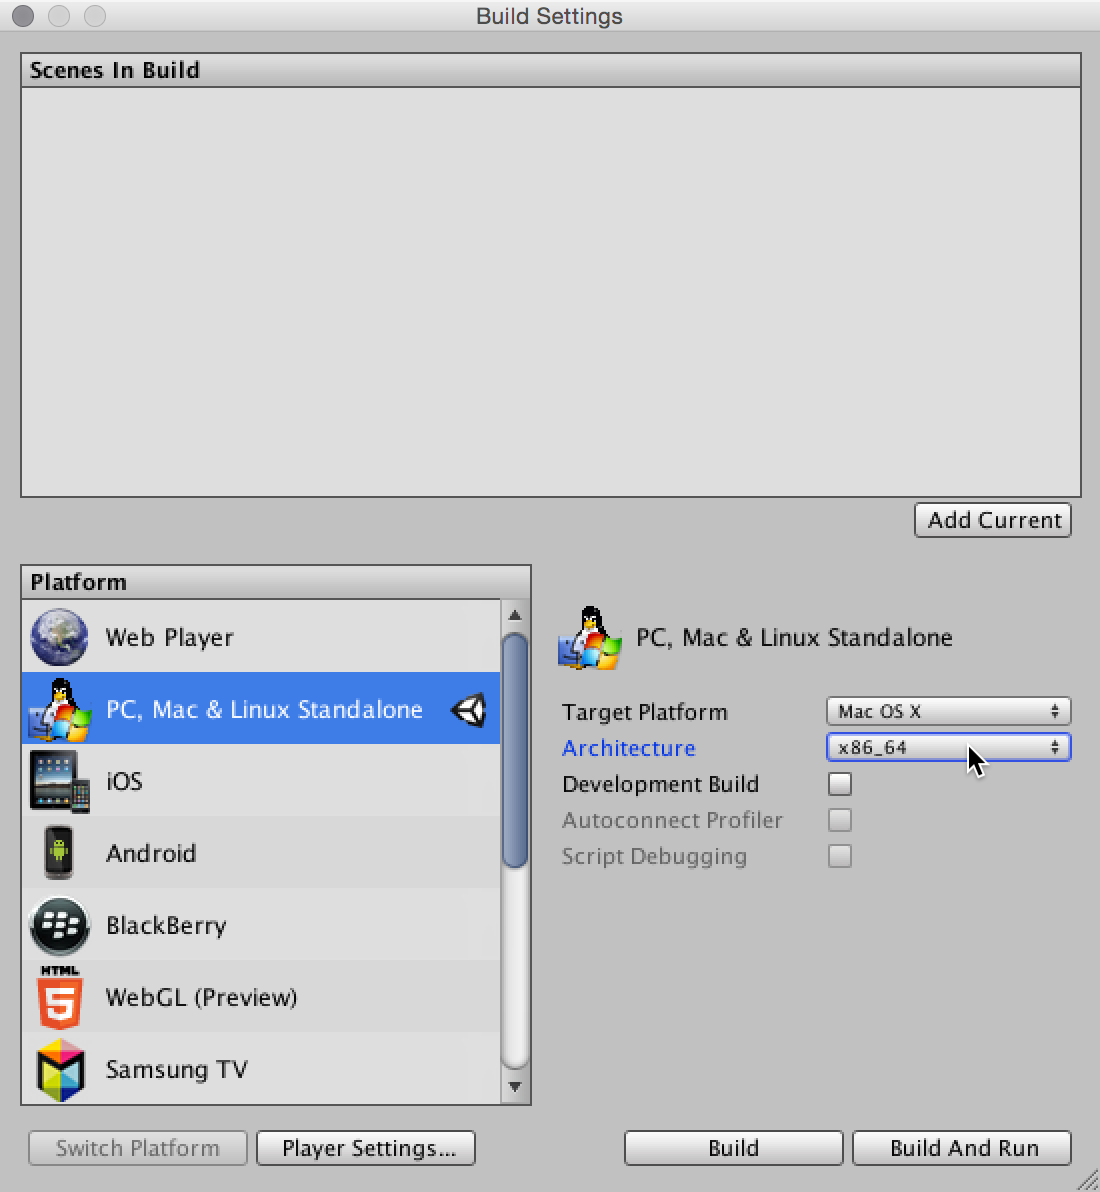 Build Settings
Scenes In Build
Add Current
Platform
Web Player
PC, Mac & Linux Standalone
iOS
Android
BlackBerry
HTML
5
WebGL (Preview)
Samsung TV
PC, Mac & Linux Standalone
Target Platform Mac OS X
Architecture x86_64
Development Build
Autoconnect Profiler
Script Debugging
Switch Platform Player Settings... Build Build And Run